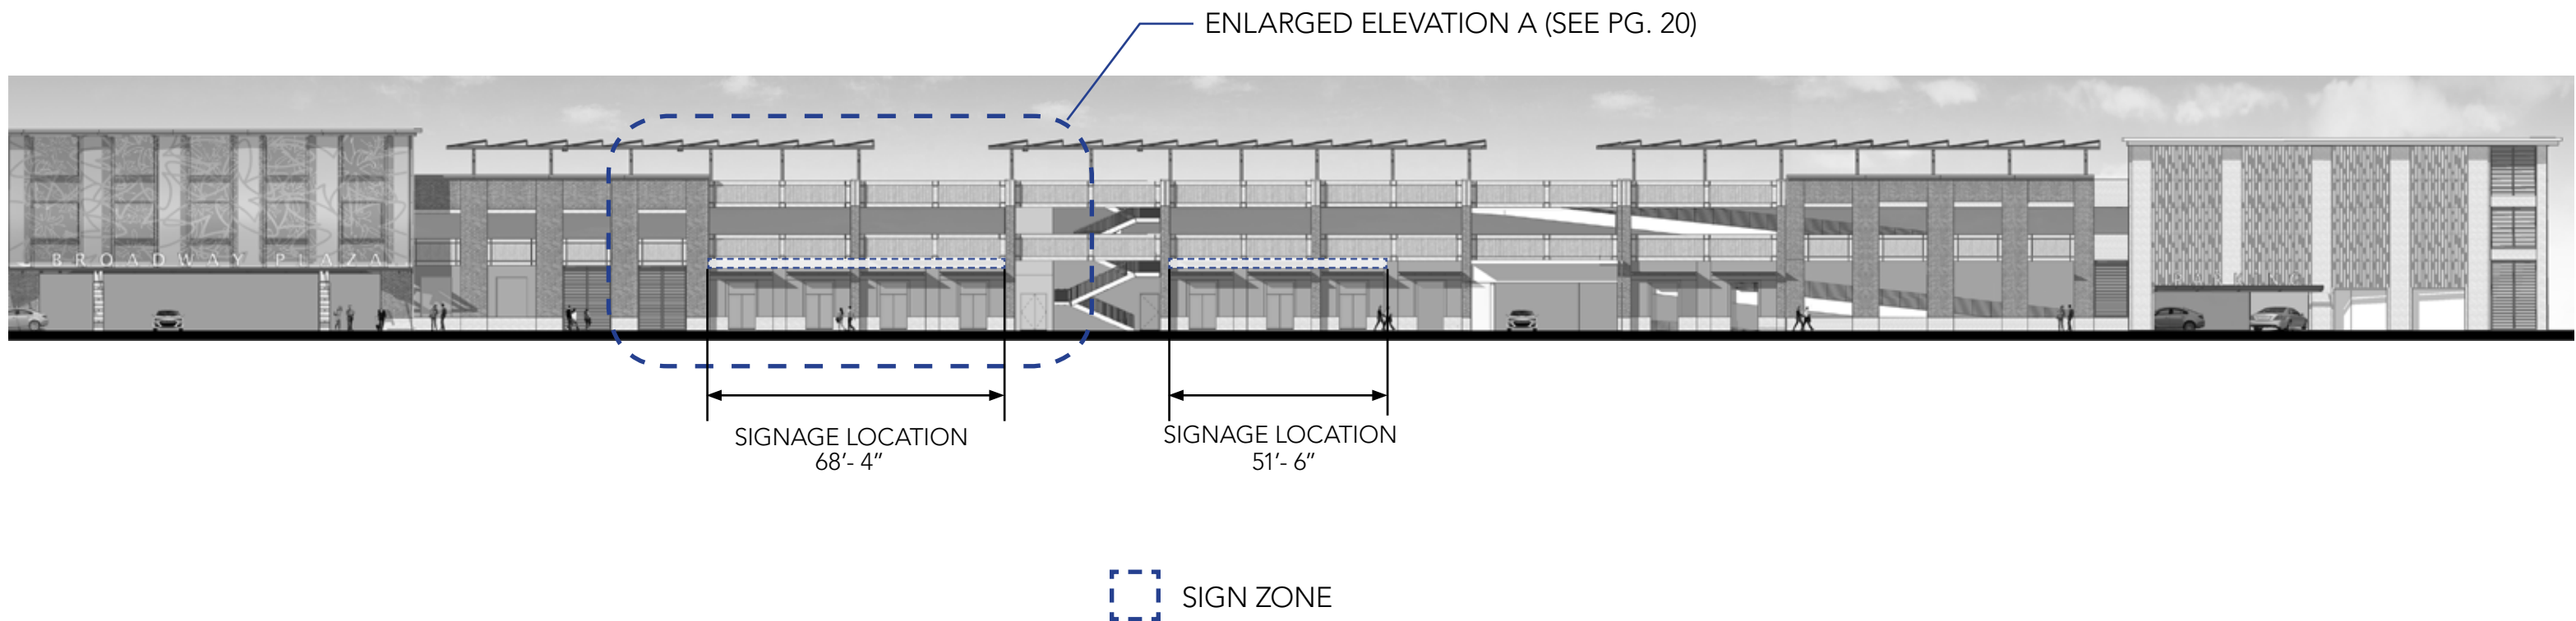 ENLARGED ELEVATION A (SEE PG. 20)
BROADWAY PLAZA
SIGNAGE LOCATION
68’- 4”
SIGNAGE LOCATION
51’- 6”
SIGN ZONE